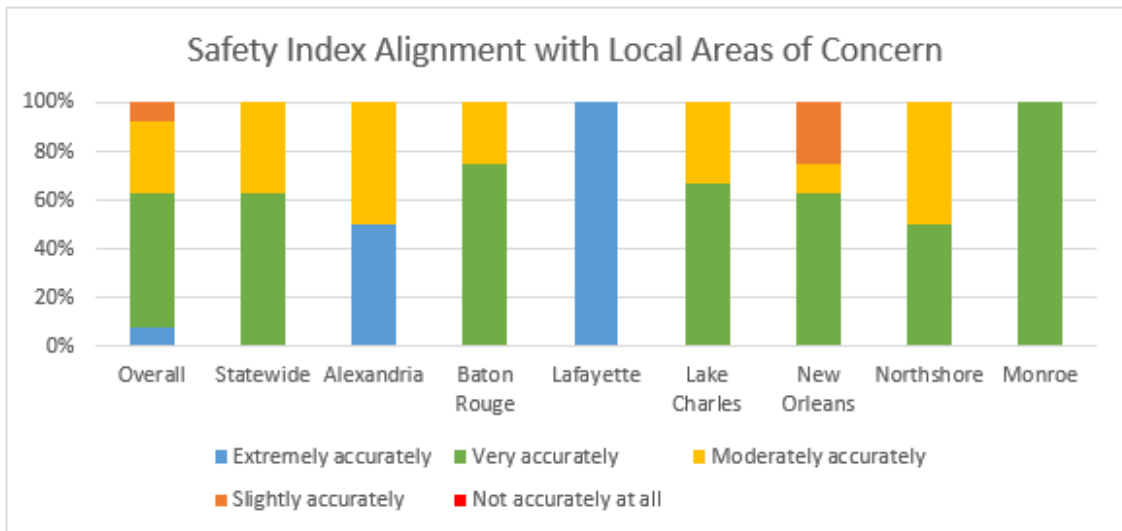 Safety Index Alignment with Local Areas of Concern
100%
80%
60%
40%
20%
0%
Overall Statewide Alexandria Baton Rouge Lafayette Lake Charles New Orleans Northshore Monroe
Extremely accurately Very accurately Moderately accurately
Slightly accurately Not accurately at all